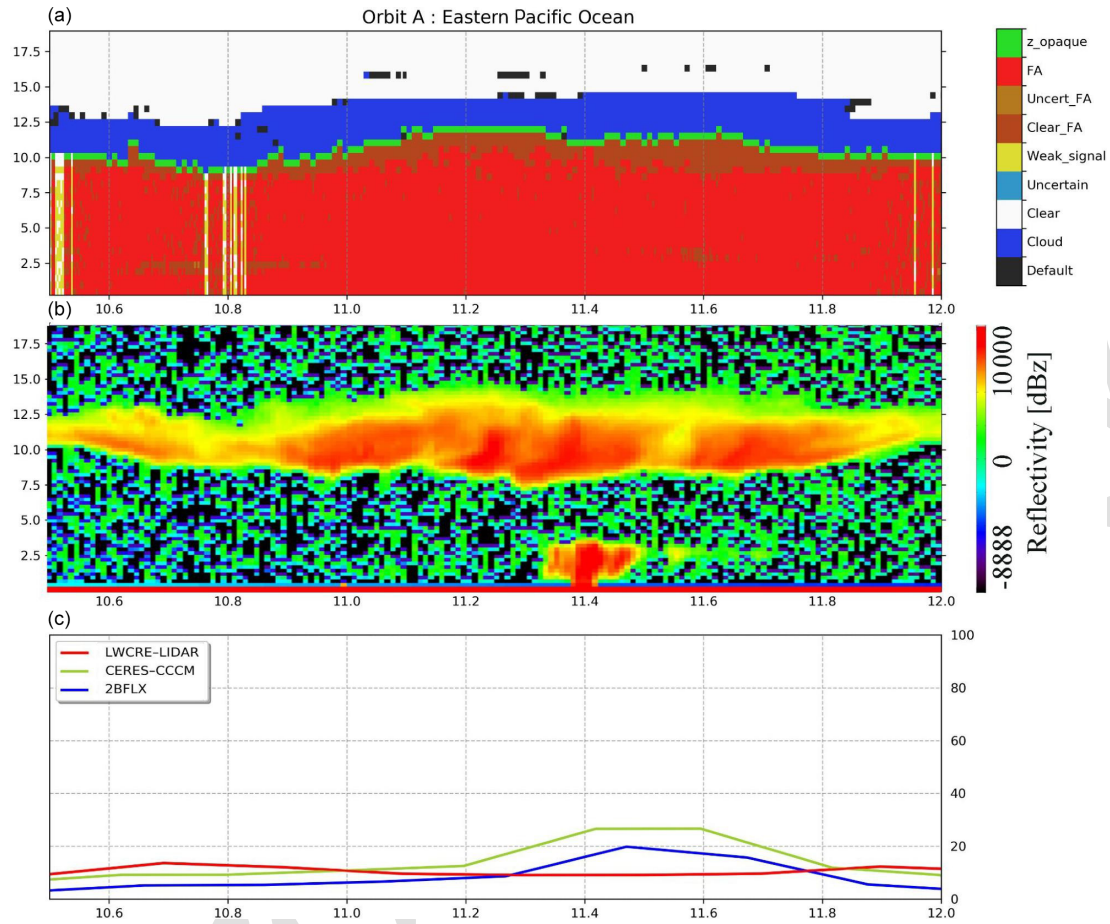 (a)
Orbit A : Eastern Pacific Ocean
17.5
15.0
12.5
10.0
7.5
5.0
2.5
10.6 10.8 11.0 11.2 11.4 11.6 11.8 12.0
z_opaque
FA
Uncert_FA
Clear_FA
Weak_signal
Uncertain
Clear
Cloud
Default
(b)
17.5
15.0
12.5
10.0
7.5
5.0
2.5
10.6 10.8 11.0 11.2 11.4 11.6 11.8 12.0
10000
0
-8888
Reflectivity [dBz]
(c)
LWCRE–LIDAR
CERES–CCCM
2BFLX
100
80
60
40
20
0
10.6 10.8 11.0 11.2 11.4 11.6 11.8 12.0